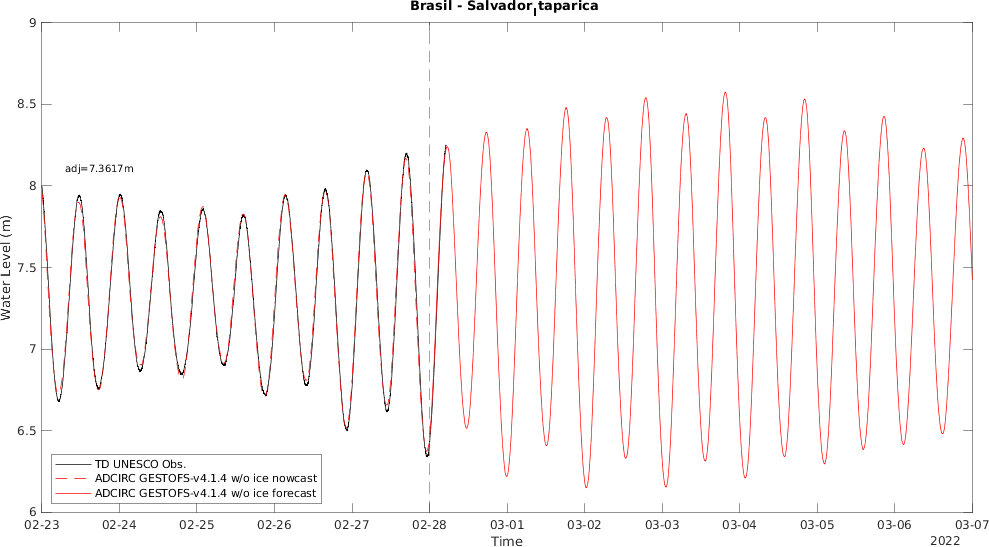 Brasil - Salvador_Itaparica
9
8.5
8
7.5
7
6.5
6
Water Level (m)
adj=7.3617m
TD UNESCO Obs.
ADCIRC GESTOFS-v4.1.4 w/o ice nowcast
ADCIRC GESTOFS-v4.1.4 w/o ice forecast
02-23 02-24 02-25 02-26 02-27 02-28 03-01 03-02 03-03 03-04 03-05 03-06 03-07
Time
2022